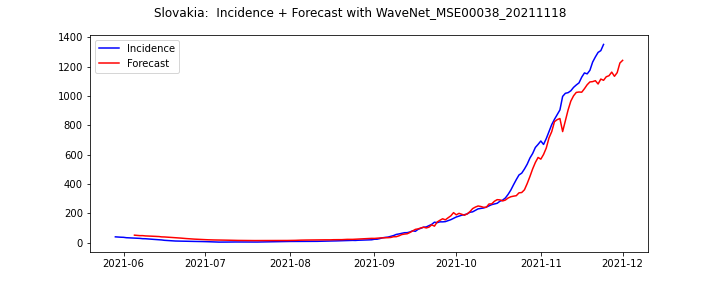 Slovakia:  Incidence + Forecast with WaveNet_MSE00038_20211118
Incidence
Forecast
1400
1200
1000
800
600
400
200
0
2021-06 2021-07 2021-08 2021-09 2021-10 2021-11 2021-12